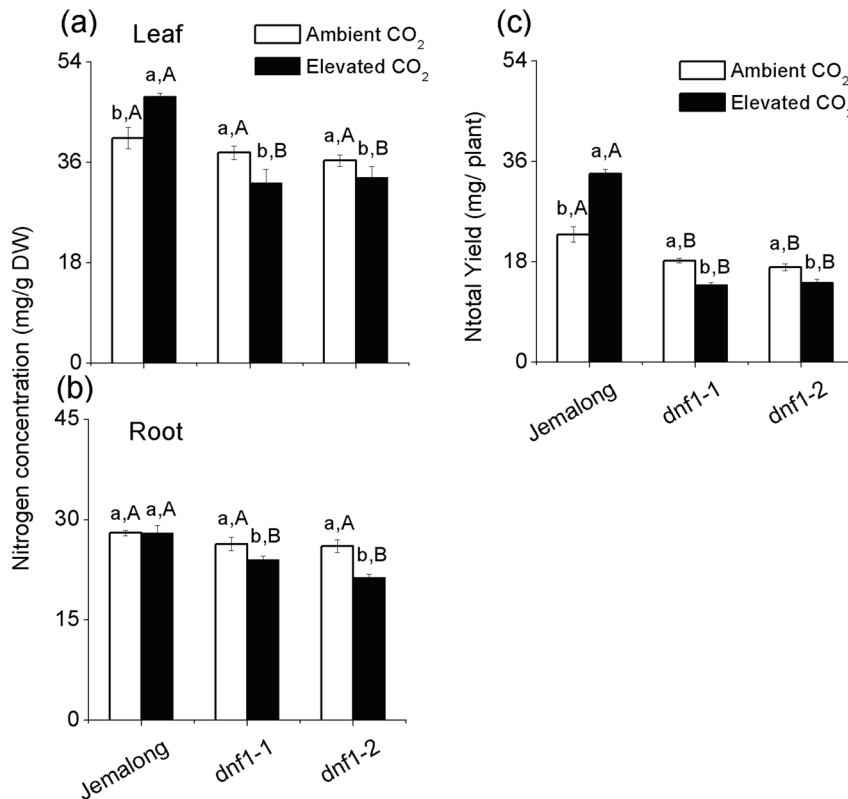 (a)
Leaf
Ambient CO₂
Elevated CO₂
54
36
18
0
b,A
a,A
a,A
b,B
a,A
b,B
Nitrogen concentration (mg/g DW)
(b)
Root
45
30
15
0
a,A
a,A
a,A
b,B
a,A
b,B
Jemalong
dnf1-1
dnf1-2
(c)
Ambient CO₂
Elevated CO₂
54
36
18
0
Ntotal Yield (mg/ plant)
b,A
a,A
a,B
b,B
a,B
b,B
Jemalong
dnf1-1
dnf1-2